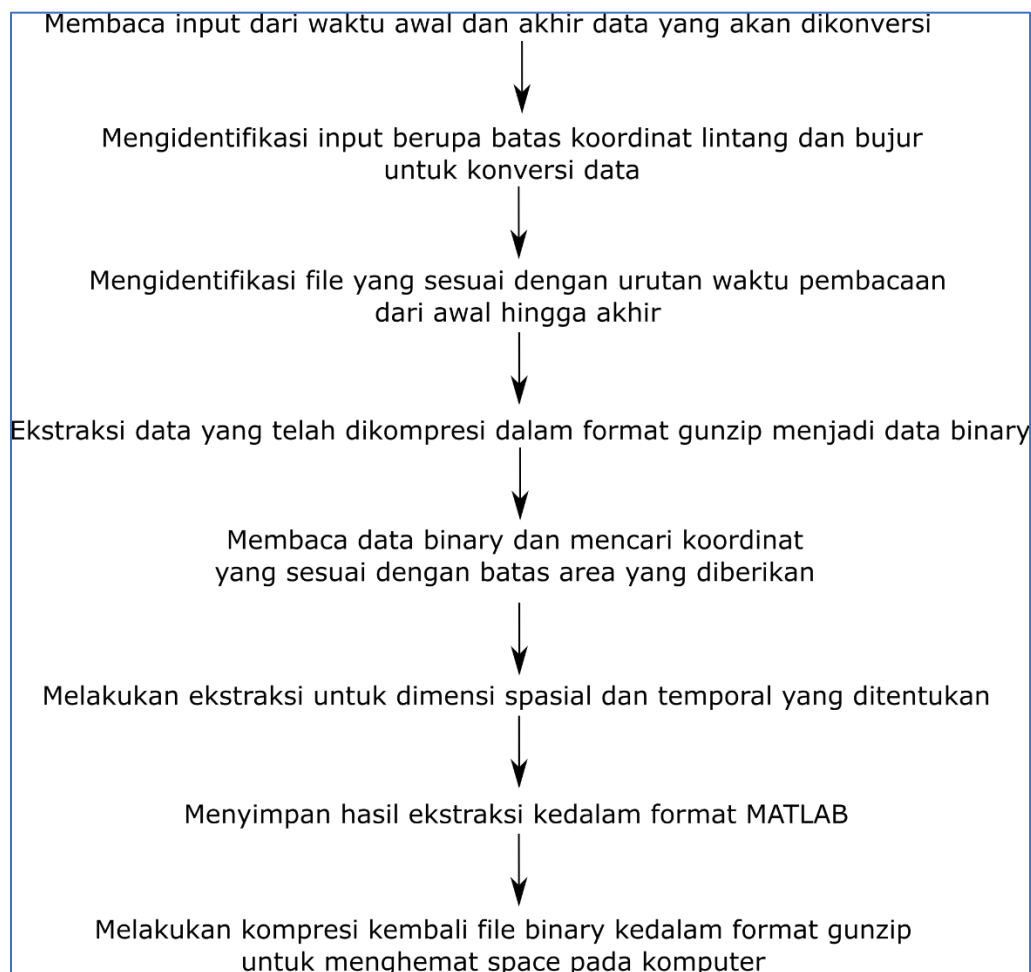 Membaca input dari waktu awal dan akhir data yang akan dikonversi
Mengidentifikasi input berupa batas koordinat lintang dan bujur
untuk konversi data
Mengidentifikasi file yang sesuai dengan urutan waktu pembacaan
dari awal hingga akhir
Ekstraksi data yang telah dikompresi dalam format gunzip menjadi data binary
Membaca data binary dan mencari koordinat
yang sesuai dengan batas area yang diberikan
Melakukan ekstraksi untuk dimensi spasial dan temporal yang ditentukan
Menyimpan hasil ekstraksi kedalam format MATLAB
Melakukan kompresi kembali file binary kedalam format gunzip
untuk menghemat space pada komputer